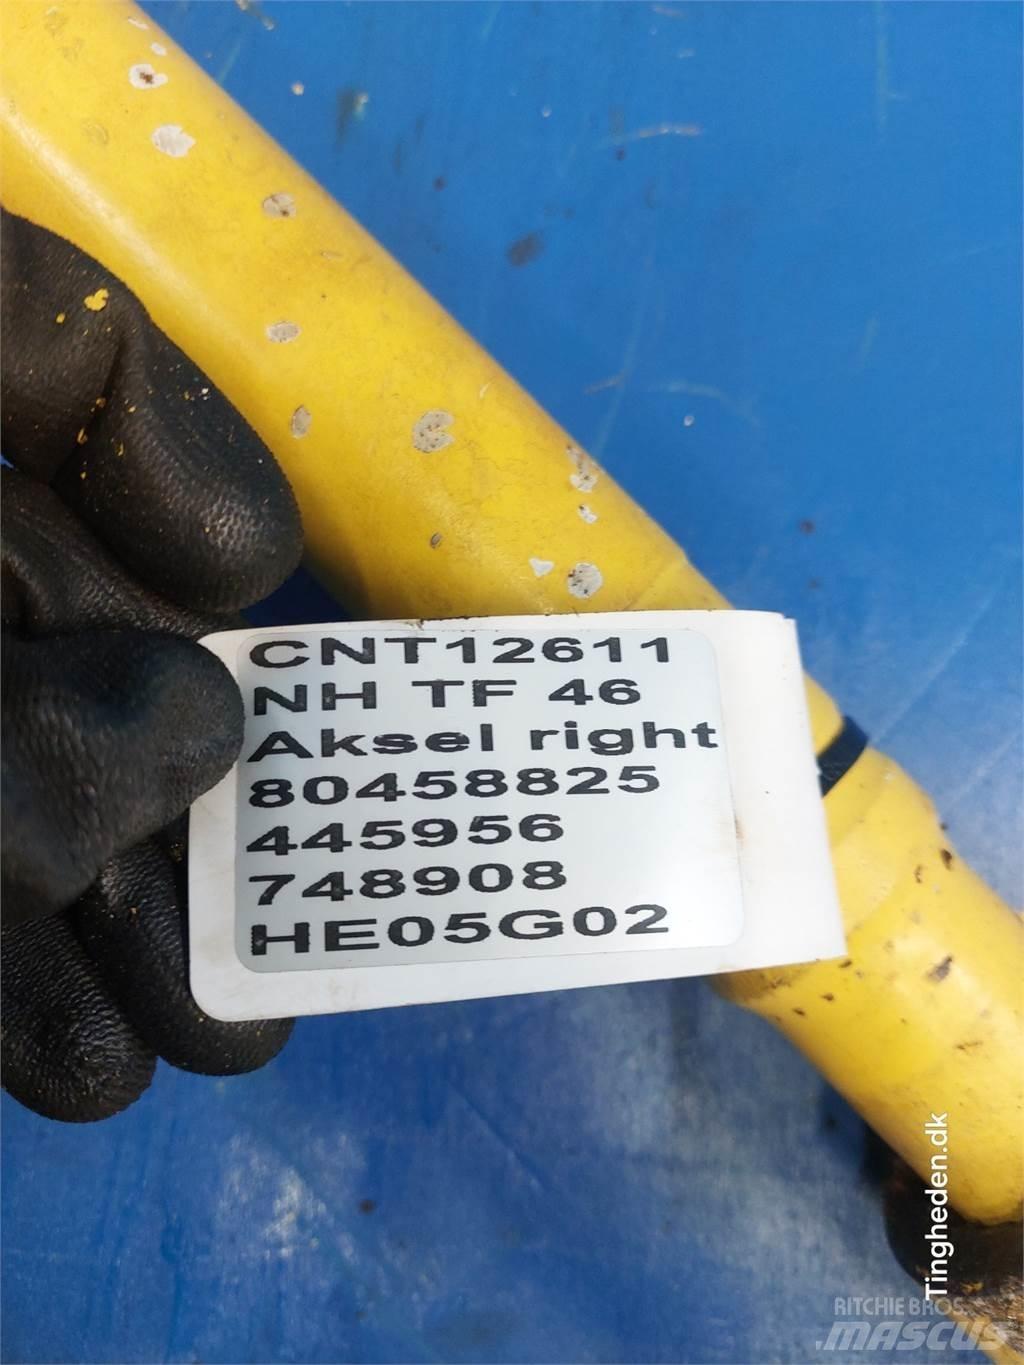 CNT12611
NH TF 46
Aksel right
80458825
445956
748908
HE05G02
Tingheden.dk
RITCHIE BROS.
MASCUS